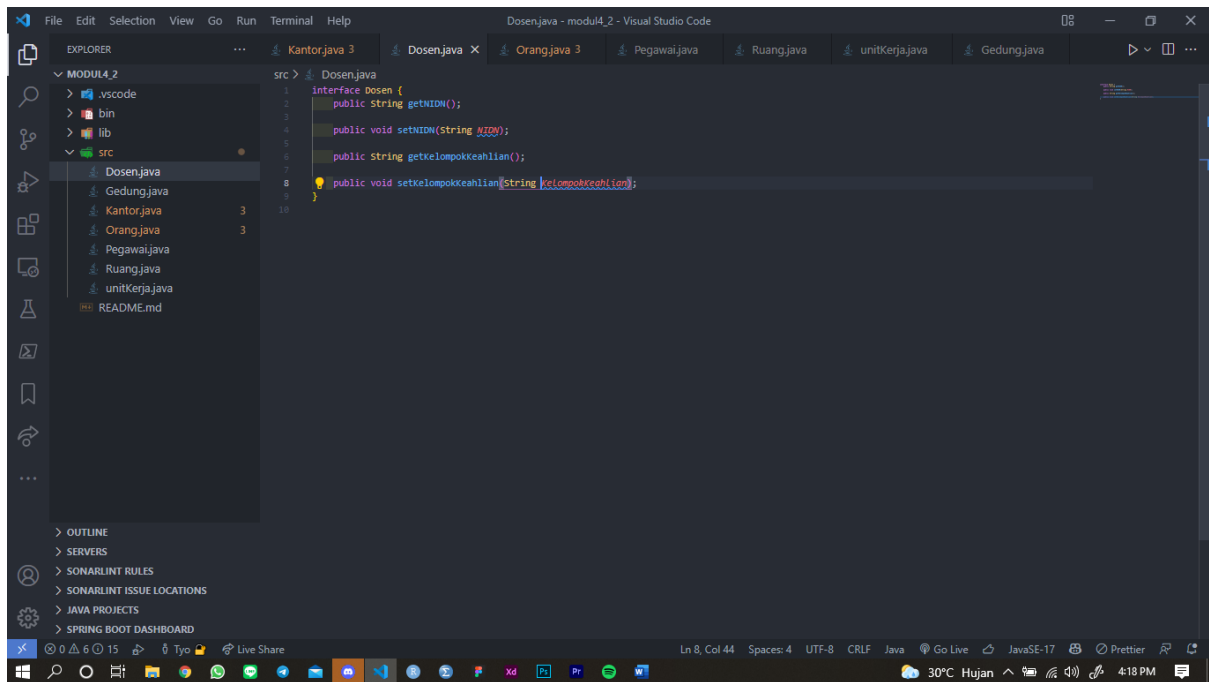 File Edit Selection View Go Run Terminal Help Dosen.java - modul4_2 - Visual Studio Code
EXPLORER
Kantor.java 3 Dosen.java Orang.java 3 Pegawai.java Ruang.java unitKerja.java Gedung.java
MODUL4_2
.vscode
bin
lib
src
Dosen.java
Gedung.java
Kantor.java 3
Orang.java 3
Pegawai.java
Ruang.java
unitKerja.java
README.md
OUTLINE
SERVERS
SONARLINT RULES
SONARLINT ISSUE LOCATIONS
JAVA PROJECTS
SPRING BOOT DASHBOARD
src > Dosen.java
1 interface Dosen {
2 public String getNIDN();
3
4 public void setNIDN(String NIDN);
5
6 public String getKelompokKeahlian();
7
8 public void setKelompokKeahlian(String KelompokKeahlian);
9 }
10
0 6 15 Tyo Live Share Ln 8, Col 44 Spaces: 4 UTF-8 CRLF Java Go Live JavaSE-17 Prettier
Xd Ps Pr W 30°C Hujan 4:18 PM